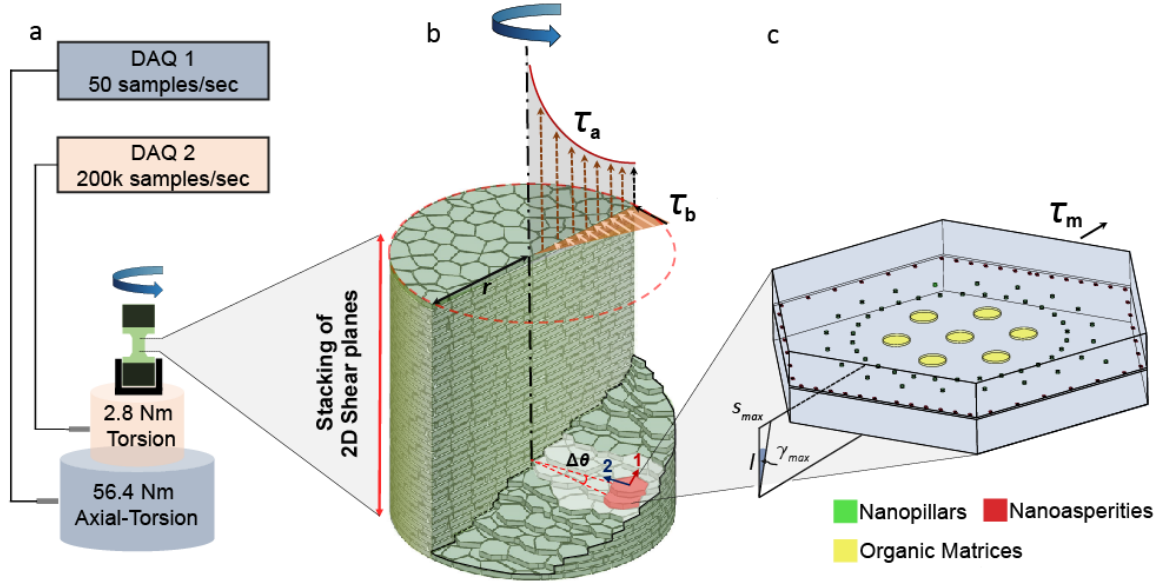 a
DAQ 1
50 samples/sec
DAQ 2
200k samples/sec
2.8 Nm
Torsion
56.4 Nm
Axial-Torsion
b
τa
τb
r
Stacking of
2D Shear planes
Δθ
2
1
c
τm
smax
l
γmax
Nanopillars
Nanoasperities
Organic Matrices